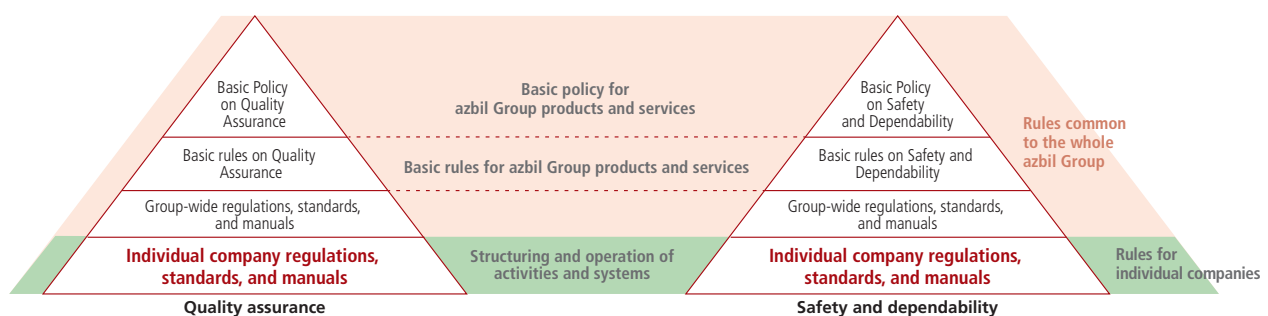 Basic Policy
on Quality
Assurance
Basic rules on Quality
Assurance
Group-wide regulations, standards,
and manuals
Individual company regulations,
standards, and manuals
Quality assurance
Basic policy for
azbil Group products and services
Basic rules for azbil Group products and services
Structuring and operation of
activities and systems
Basic Policy
on Safety
and Dependability
Basic rules on Safety and
Dependability
Group-wide regulations, standards,
and manuals
Individual company regulations,
standards, and manuals
Safety and dependability
Rules common
to the whole
azbil Group
Rules for
individual companies